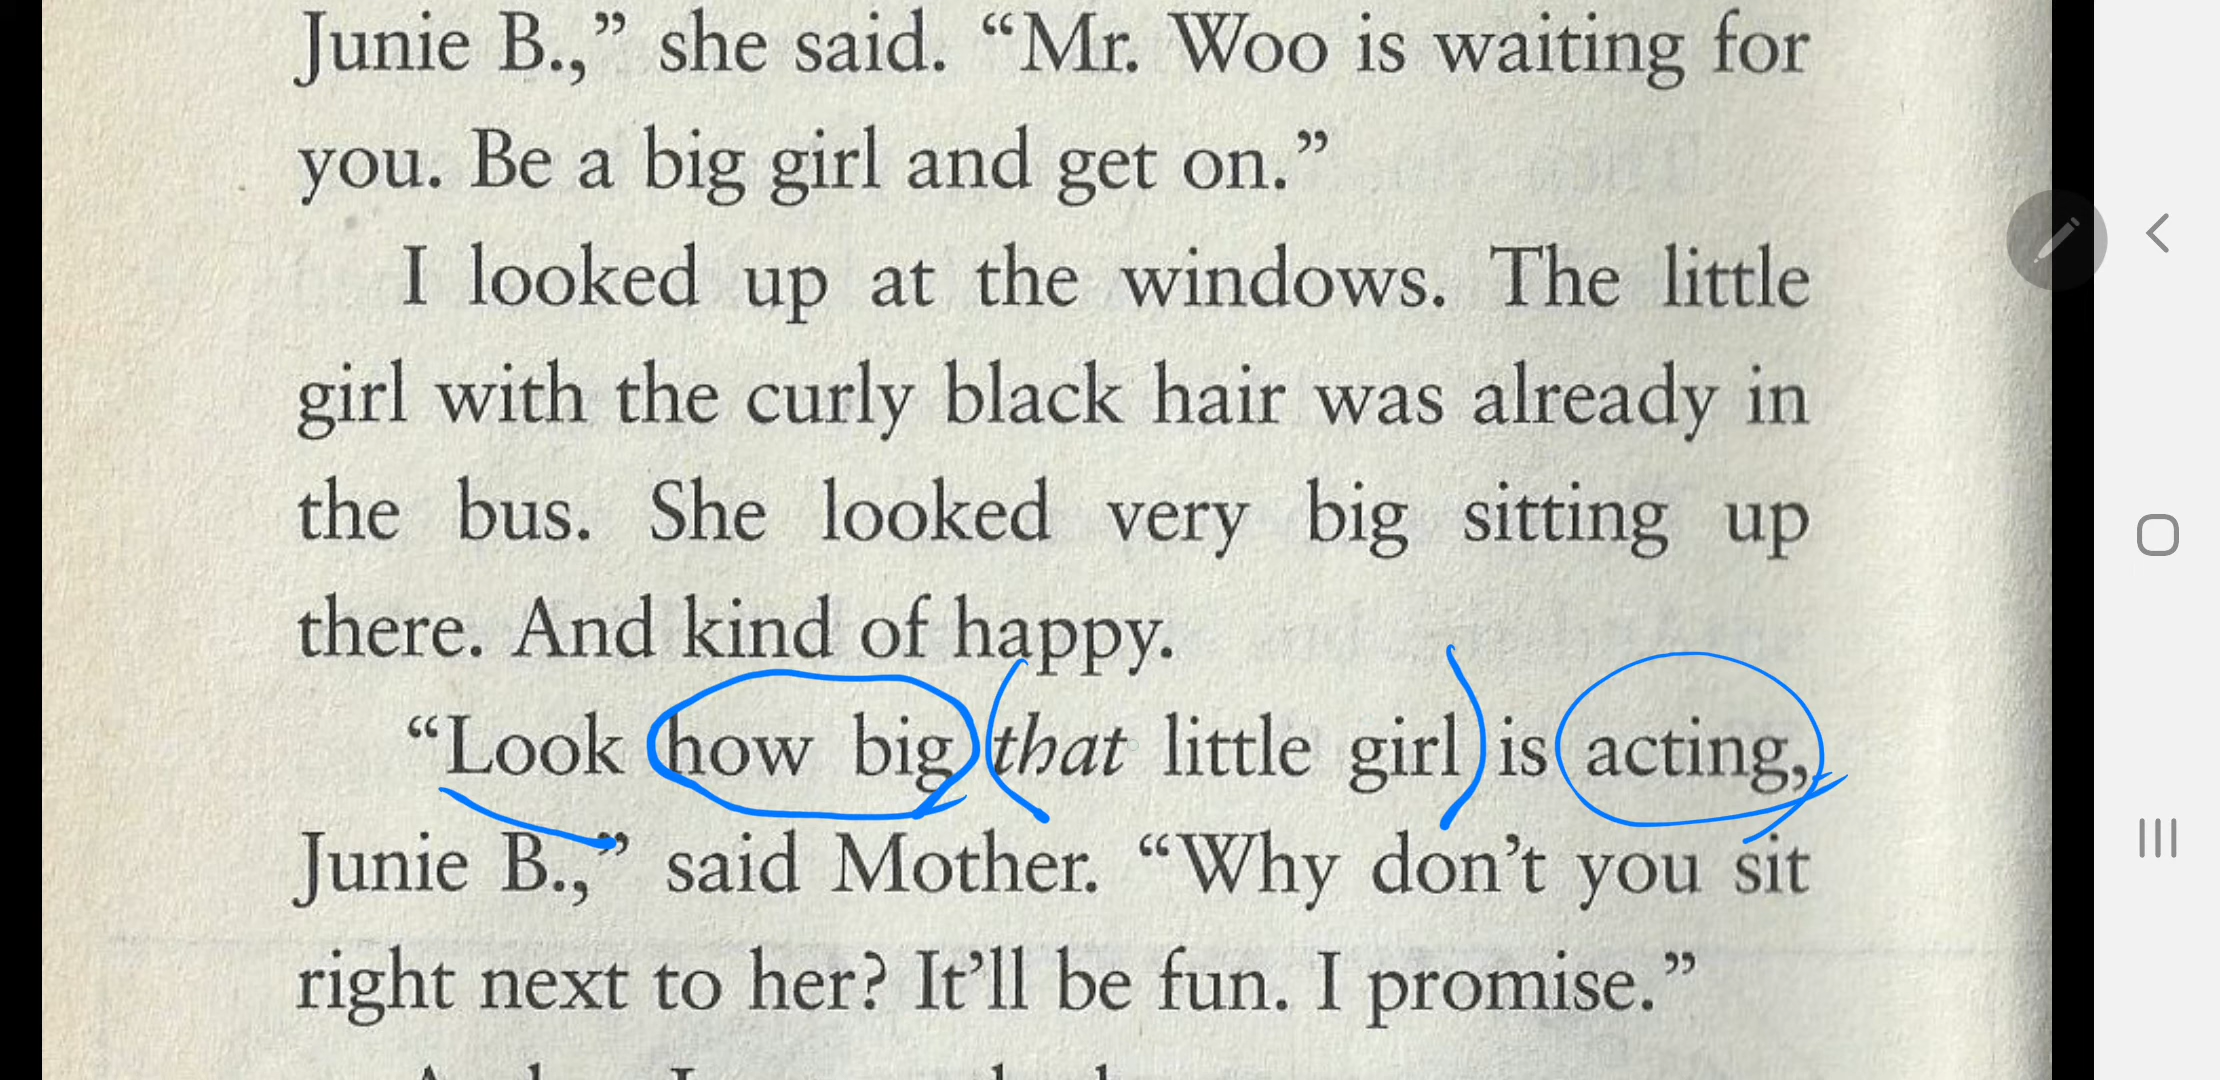 Junie B.,” she said. “Mr. Woo is waiting for
you. Be a big girl and get on.”
I looked up at the windows. The little
girl with the curly black hair was already in
the bus. She looked very big sitting up
there. And kind of happy.
“Look how big that little girl is acting,
Junie B.,” said Mother. “Why don’t you sit
right next to her? It’ll be fun. I promise.”